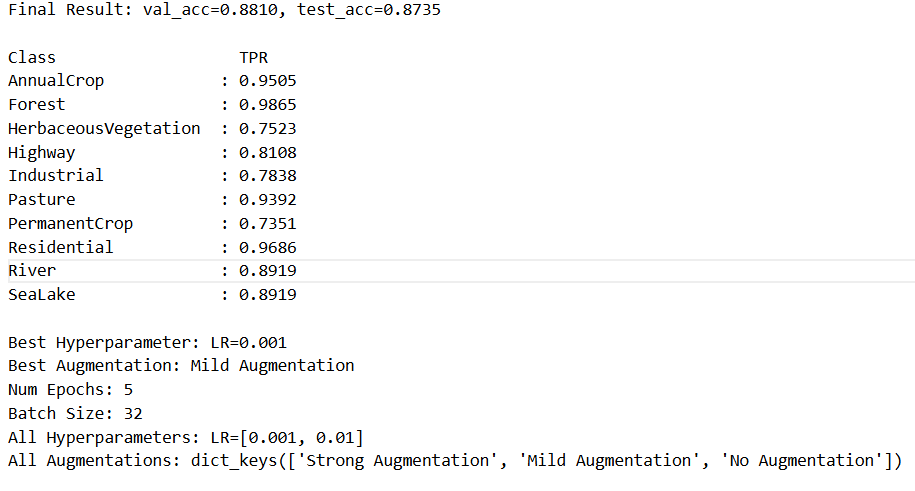 Final Result: val_acc=0.8810, test_acc=0.8735
Class                   TPR
AnnualCrop            : 0.9505
Forest                : 0.9865
HerbaceousVegetation  : 0.7523
Highway               : 0.8108
Industrial            : 0.7838
Pasture               : 0.9392
PermanentCrop         : 0.7351
Residential           : 0.9686
River                 : 0.8919
SeaLake               : 0.8919
Best Hyperparameter: LR=0.001
Best Augmentation: Mild Augmentation
Num Epochs: 5
Batch Size: 32
All Hyperparameters: LR=[0.001, 0.01]
All Augmentations: dict_keys(['Strong Augmentation', 'Mild Augmentation', 'No Augmentation'])